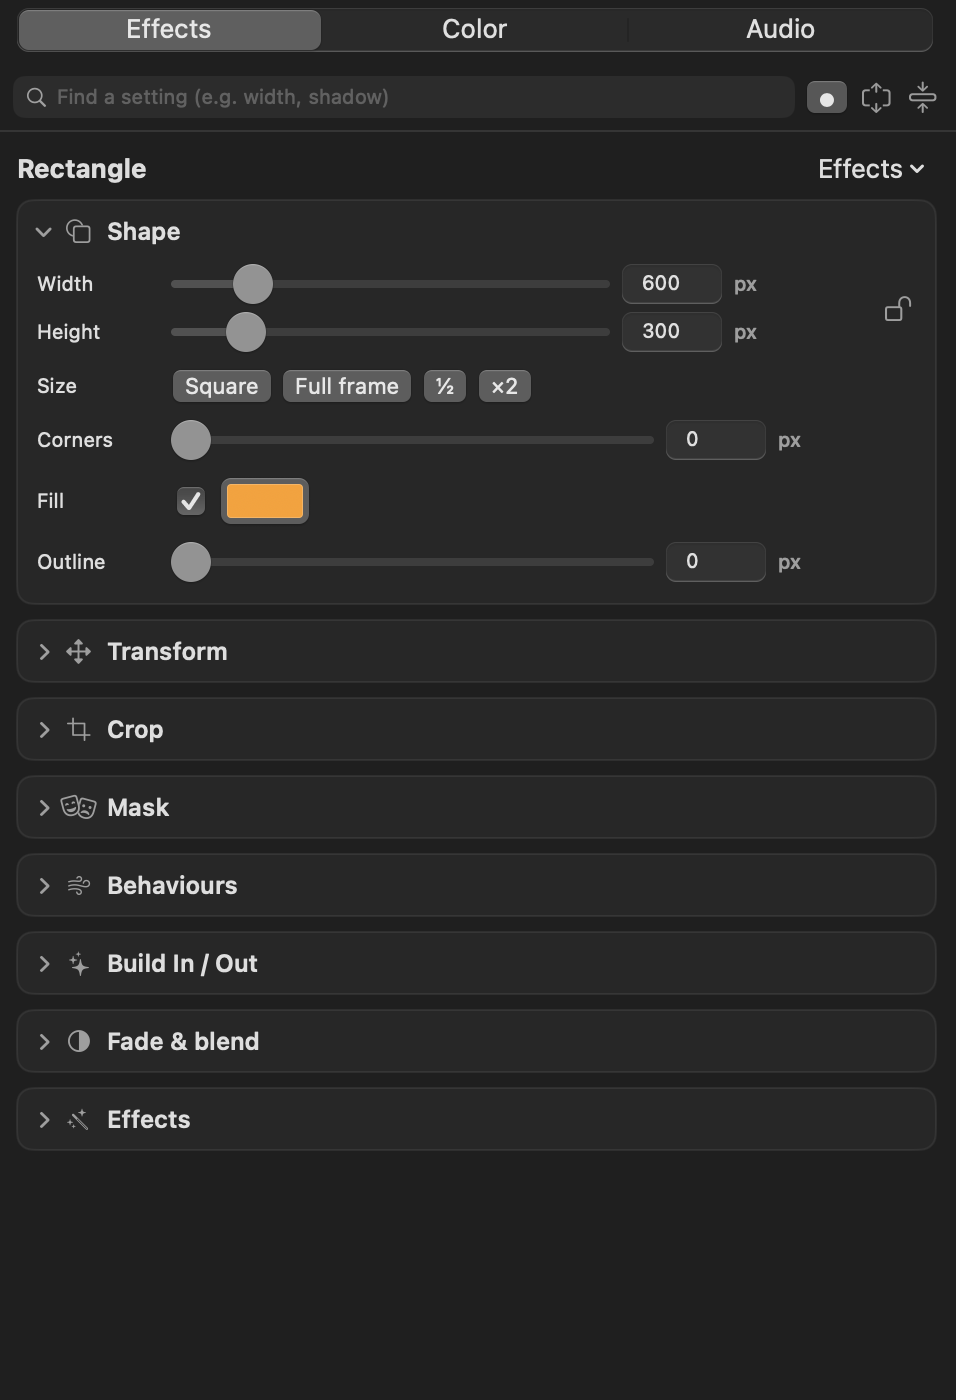 Effects Color Audio
Find a setting (e.g. width, shadow)
Rectangle Effects
Shape
Width 600 px
Height 300 px
Size Square Full frame ½ ×2
Corners 0 px
Fill
Outline 0 px
Transform
Crop
Mask
Behaviours
Build In / Out
Fade & blend
Effects